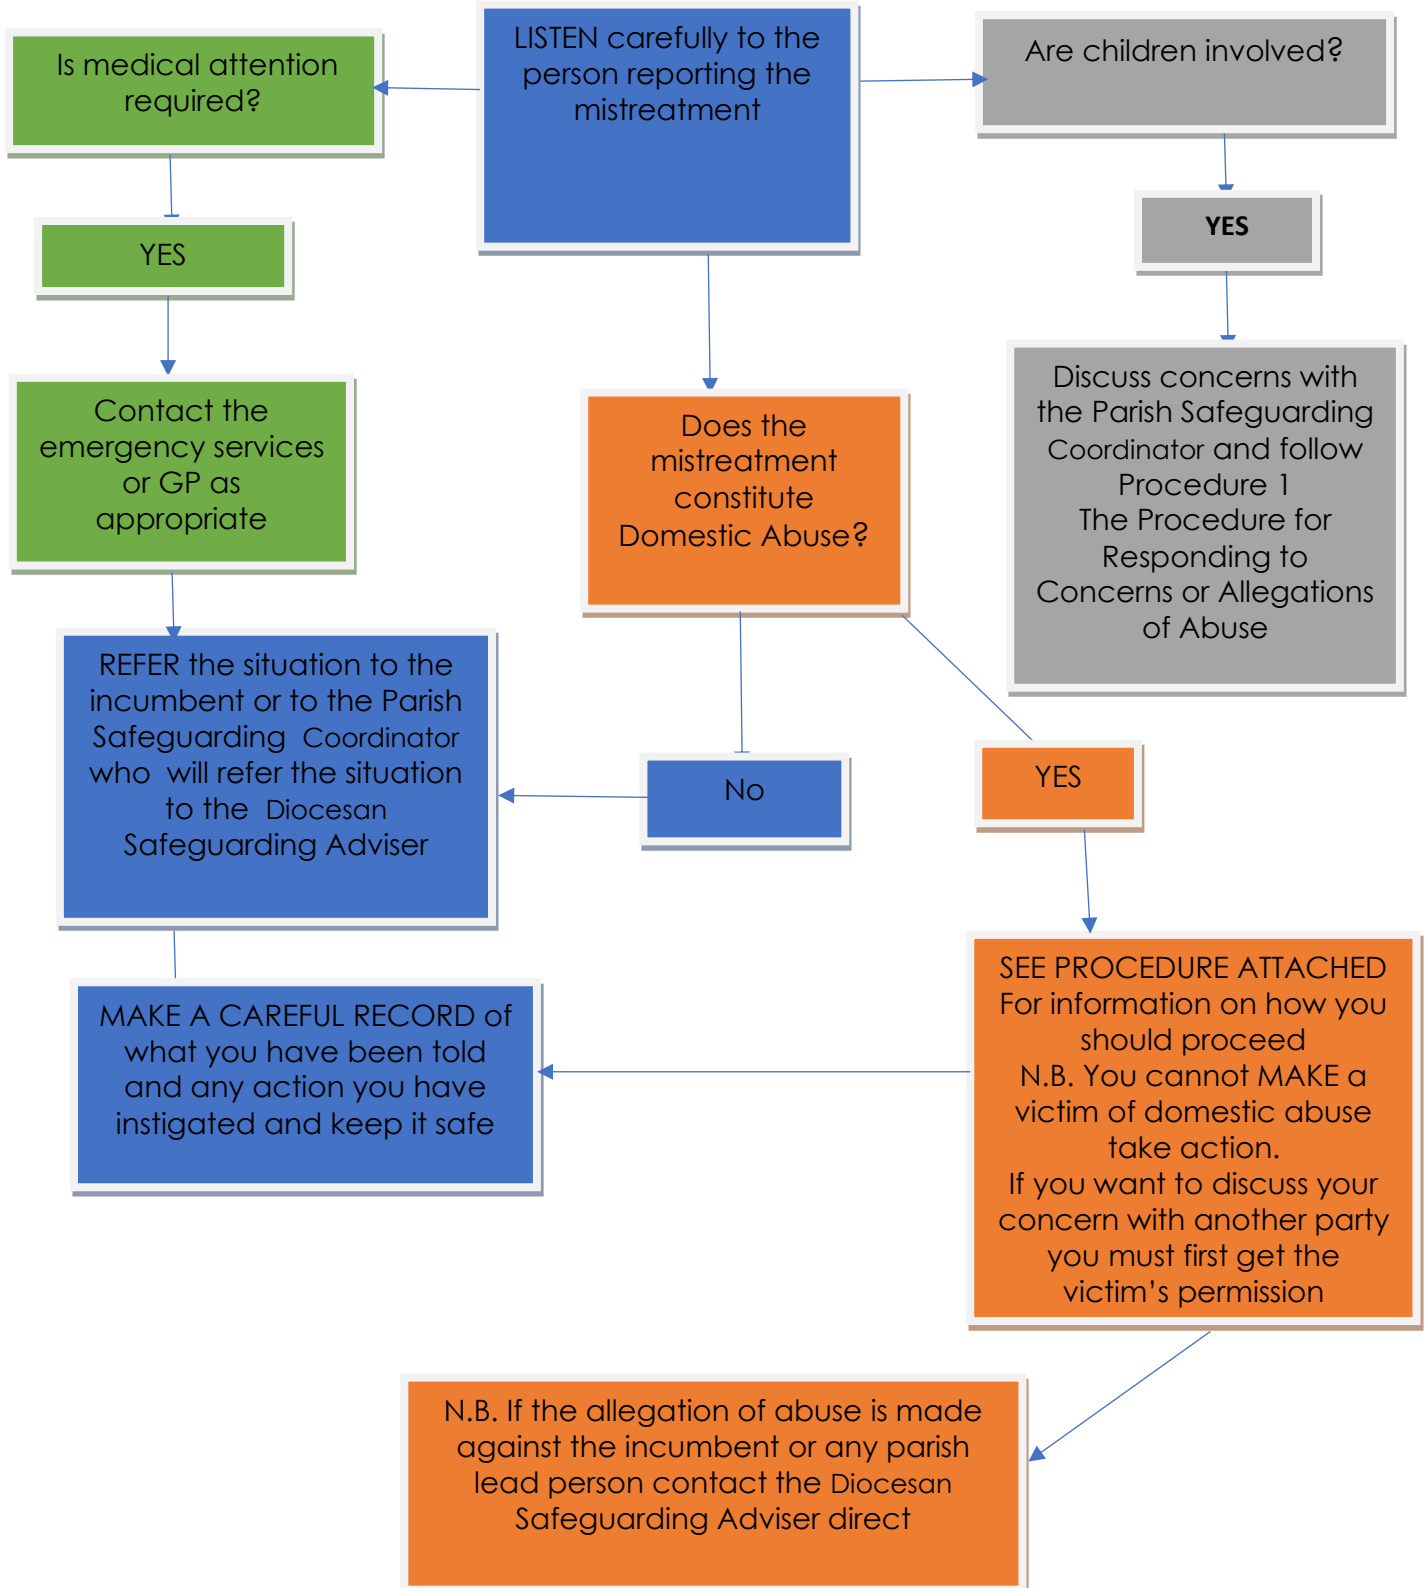 Is medical attention
required?
LISTEN carefully to the
person reporting the
mistreatment
Are children involved?
YES
YES
Contact the
emergency services
or GP as
appropriate
Does the
mistreatment
constitute
Domestic Abuse?
Discuss concerns with
the Parish Safeguarding
Coordinator and follow
Procedure 1
The Procedure for
Responding to
Concerns or Allegations
of Abuse
REFER the situation to the
incumbent or to the Parish
Safeguarding Coordinator
who will refer the situation
to the Diocesan
Safeguarding Adviser
No
YES
MAKE A CAREFUL RECORD of
what you have been told
and any action you have
instigated and keep it safe
SEE PROCEDURE ATTACHED
For information on how you
should proceed
N.B. You cannot MAKE a
victim of domestic abuse
take action.
If you want to discuss your
concern with another party
you must first get the
victim’s permission
N.B. If the allegation of abuse is made
against the incumbent or any parish
lead person contact the Diocesan
Safeguarding Adviser direct